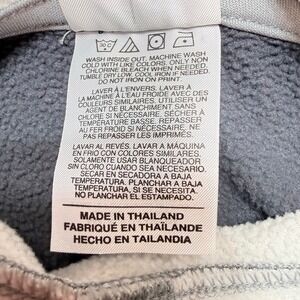 WASH INSIDE OUT. MACHINE WASH
COLD WITH LIKE COLORS. ONLY NON
CHLORINE BLEACH WHEN NEEDED.
TUMBLE DRY LOW. COOL IRON IF NEEDED.
DO NOT IRON ON PRINT.
LAVER À L'ENVERS. LAVER À
LA MACHINE À L'EAU FROIDE AVEC DES
COULEURS SIMILAIRES. UTILISER UN
AGENT DE BLANCHIMENT SANS
CHLORE SI NÉCESSAIRE. SÉCHER À
TEMPÉRATURE BASSE. REPASSER
AU FER FROID SI NÉCESSAIRE, NE
PAS REPASSER LES IMPRIMÉS.
LAVAR AL REVÉS. LAVAR A MÁQUINA
EN FRÍO CON COLORES SIMILARES.
SOLAMENTE USAR BLANQUEADOR
SIN CLORO CUANDO SEA NECESARIO.
SECAR EN SECADORA A BAJA
TEMPERATURA. PLANCHAR A BAJA
TEMPERATURA SI ES NECESARIO.
NO PLANCHAR EL ESTAMPADO.
MADE IN THAILAND
FABRIQUÉ EN THAÏLANDE
HECHO EN TAILANDIA